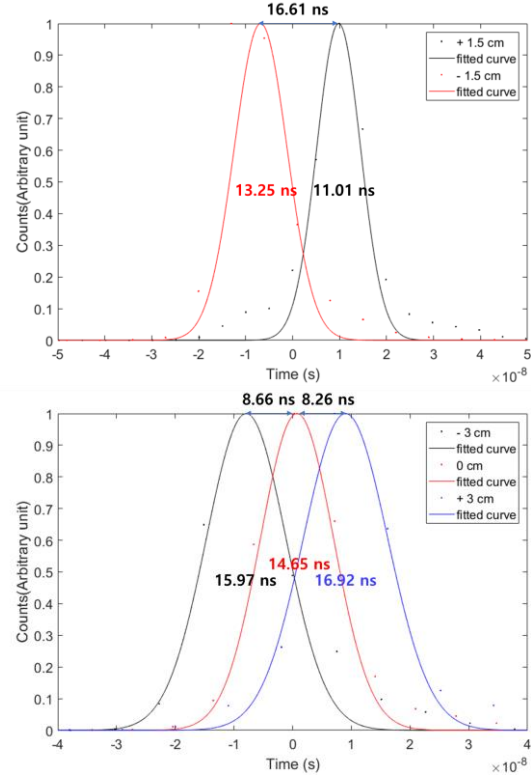 16.61 ns
1
0.9
0.8
0.7
0.6
0.5
0.4
0.3
0.2
0.1
0
Counts(Arbitrary unit)
+ 1.5 cm
fitted curve
- 1.5 cm
fitted curve
13.25 ns 11.01 ns
-5 -4 -3 -2 -1 0 1 2 3 4 5
Time (s)
×10⁻⁸
8.66 ns 8.26 ns
1
0.9
0.8
0.7
0.6
0.5
0.4
0.3
0.2
0.1
0
Counts(Arbitrary unit)
- 3 cm
fitted curve
0 cm
fitted curve
+ 3 cm
fitted curve
14.65 ns
15.97 ns 16.92 ns
-4 -3 -2 -1 0 1 2 3 4
Time (s)
×10⁻⁸